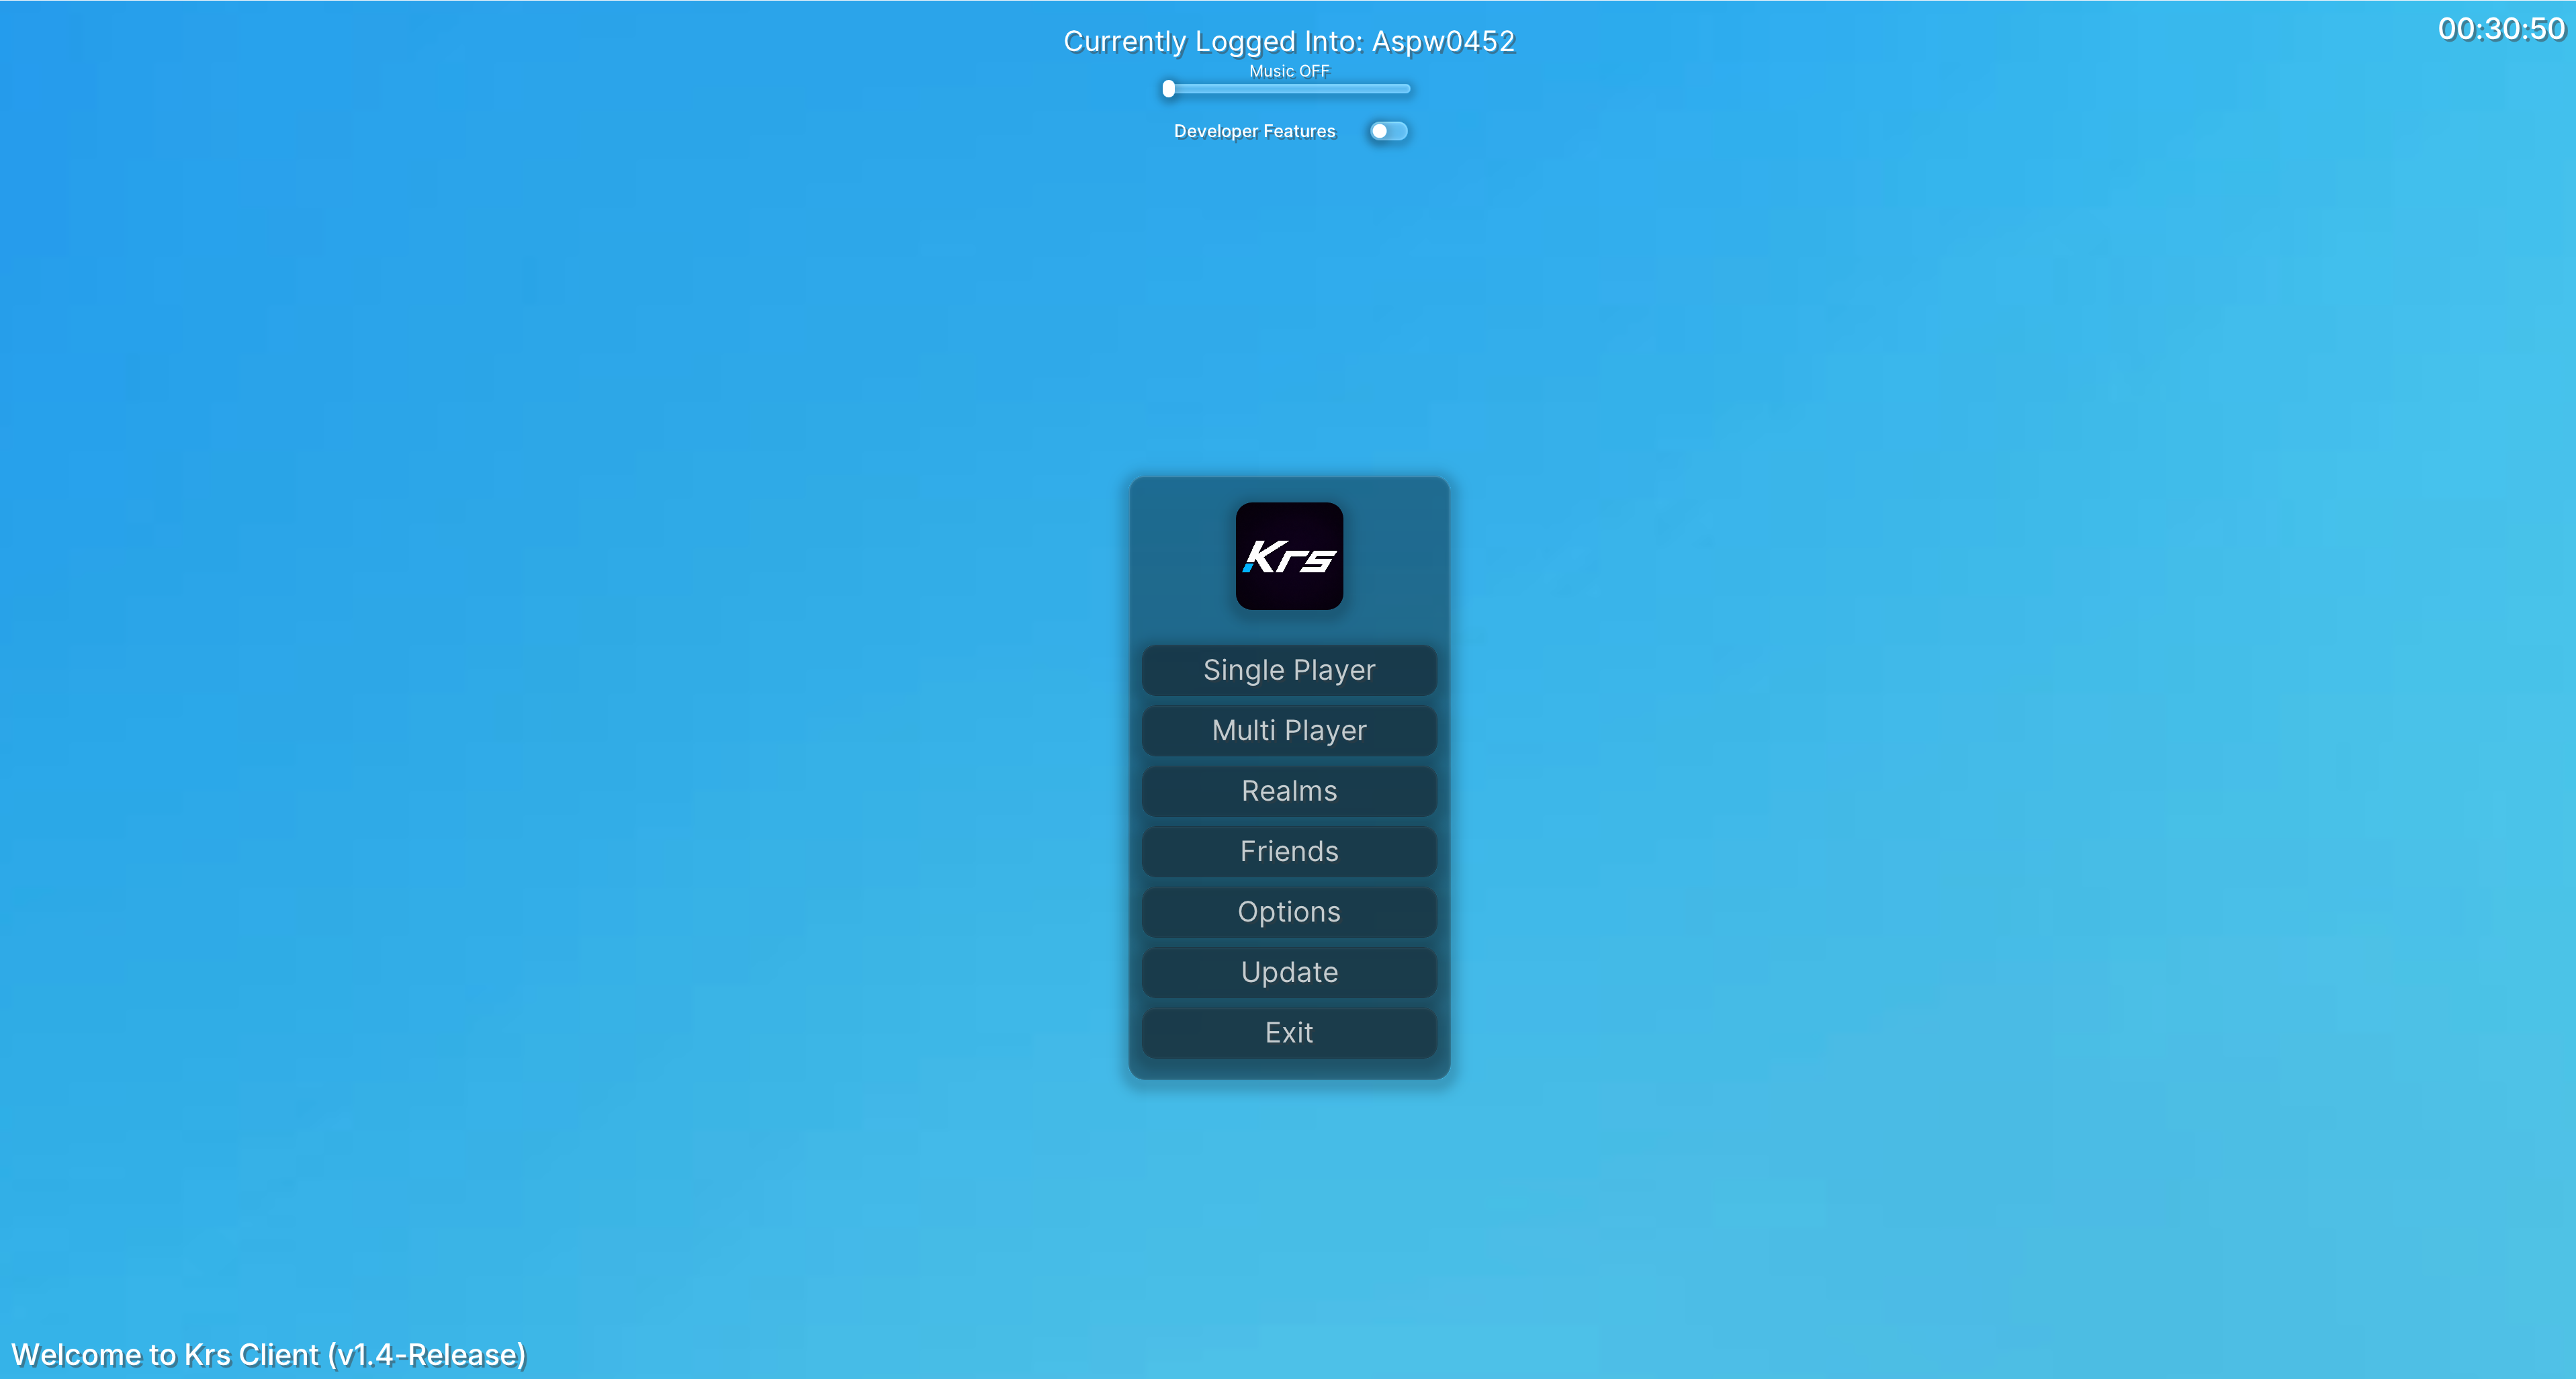 Currently Logged Into: Aspw0452
00:30:50
Music OFF
Developer Features
Krs
Single Player
Multi Player
Realms
Friends
Options
Update
Exit
Welcome to Krs Client (v1.4-Release)